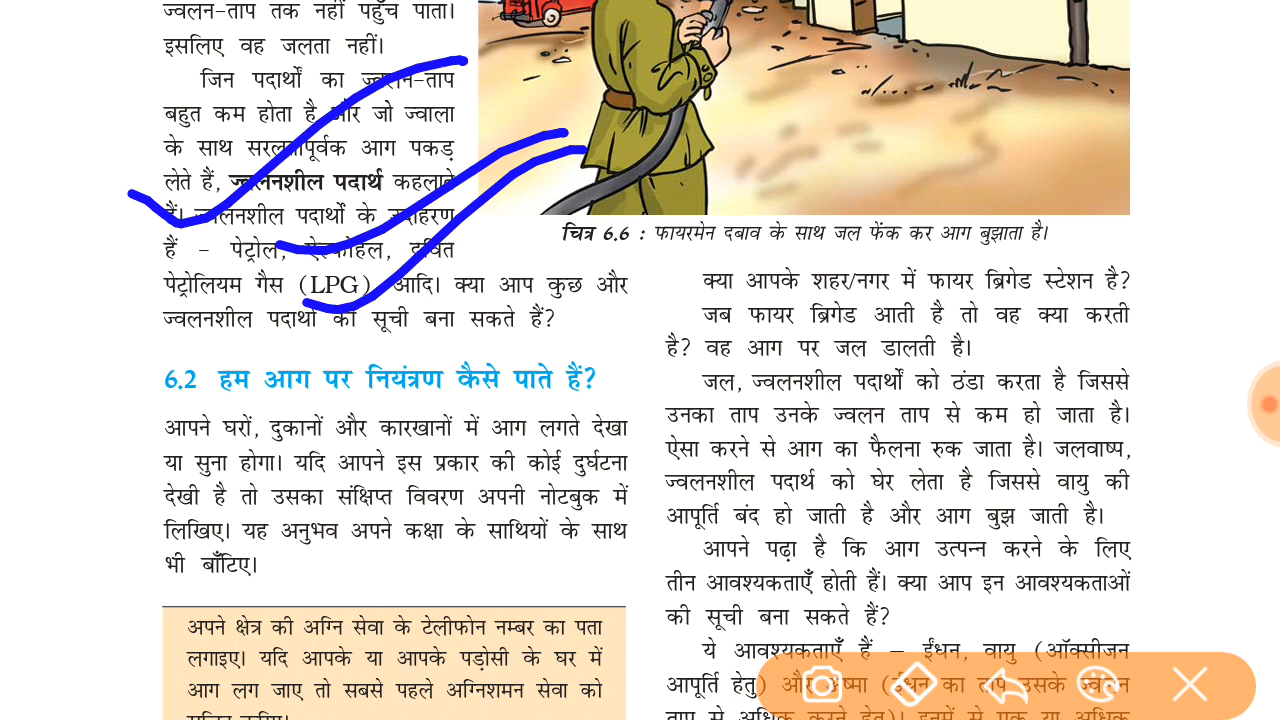 ज्वलन-ताप तक नहीं पहुँच पाता।
इसलिए वह जलता नहीं।
जिन पदार्थों का ज्वलन-ताप
बहुत कम होता है और जो ज्वाला
के साथ सरलतापूर्वक आग पकड़
लेते हैं, ज्वलनशील पदार्थ कहलाते
हैं। ज्वलनशील पदार्थों के उदाहरण
हैं – पेट्रोल, ऐल्कोहॅल, द्रवित
पेट्रोलियम गैस (LPG) आदि। क्या आप कुछ और
ज्वलनशील पदार्थों की सूची बना सकते हैं?
6.2 हम आग पर नियंत्रण कैसे पाते हैं?
आपने घरों, दुकानों और कारखानों में आग लगते देखा
या सुना होगा। यदि आपने इस प्रकार की कोई दुर्घटना
देखी है तो उसका संक्षिप्त विवरण अपनी नोटबुक में
लिखिए। यह अनुभव अपने कक्षा के साथियों के साथ
भी बाँटिए।
अपने क्षेत्र की अग्नि सेवा के टेलीफोन नम्बर का पता
लगाइए। यदि आपके या आपके पड़ोसी के घर में
आग लग जाए तो सबसे पहले अग्निशमन सेवा को
सूचित करिए।
चित्र 6.6 : फायरमेन दबाव के साथ जल फेंक कर आग बुझाता है।
क्या आपके शहर/नगर में फायर ब्रिगेड स्टेशन है?
जब फायर ब्रिगेड आती है तो वह क्या करती
है? वह आग पर जल डालती है।
जल, ज्वलनशील पदार्थों को ठंडा करता है जिससे
उनका ताप उनके ज्वलन ताप से कम हो जाता है।
ऐसा करने से आग का फैलना रुक जाता है। जलवाष्प,
ज्वलनशील पदार्थ को घेर लेता है जिससे वायु की
आपूर्ति बंद हो जाती है और आग बुझ जाती है।
आपने पढ़ा है कि आग उत्पन्न करने के लिए
तीन आवश्यकताएँ होती हैं। क्या आप इन आवश्यकताओं
की सूची बना सकते हैं?
ये आवश्यकताएँ हैं – ईंधन, वायु (ऑक्सीजन
आपूर्ति हेतु) और ऊष्मा (ईंधन का ताप उसके ज्वलन
ताप से अधिक करने हेतु)। इनमें से एक या अधिक